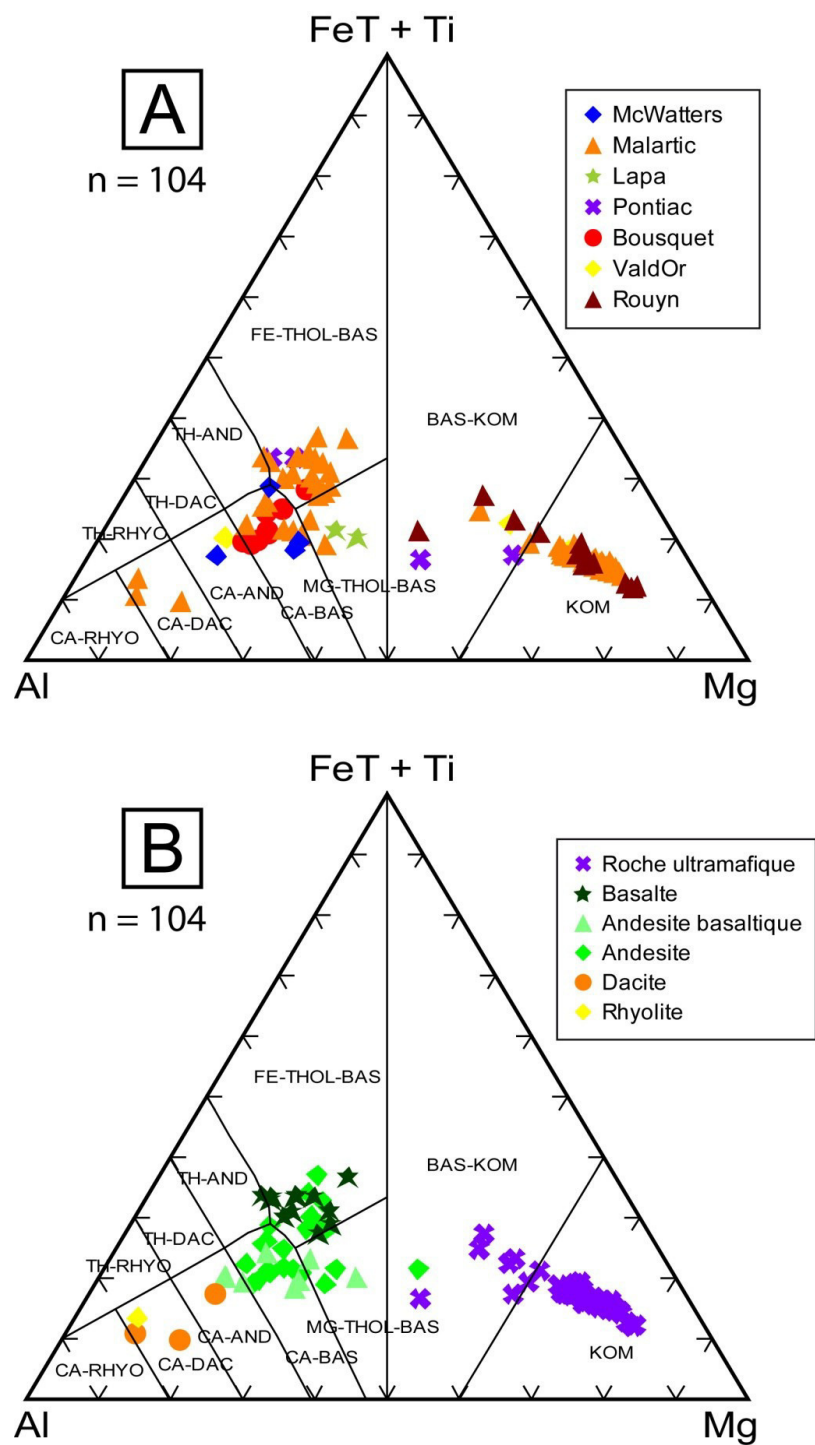 FeT + Ti
A
n = 104
McWatters
Malartic
Lapa
Pontiac
Bousquet
ValdOr
Rouyn
FE-THOL-BAS
BAS-KOM
TH-AND
TH-DAC
TH-RHYO
CA-AND
MG-THOL-BAS
CA-BAS
KOM
CA-DAC
CA-RHYO
Al
Mg
FeT + Ti
B
n = 104
Roche ultramafique
Basalte
Andesite basaltique
Andesite
Dacite
Rhyolite
FE-THOL-BAS
BAS-KOM
TH-AND
TH-DAC
TH-RHYO
MG-THOL-BAS
CA-AND
KOM
CA-BAS
CA-DAC
CA-RHYO
Al
Mg